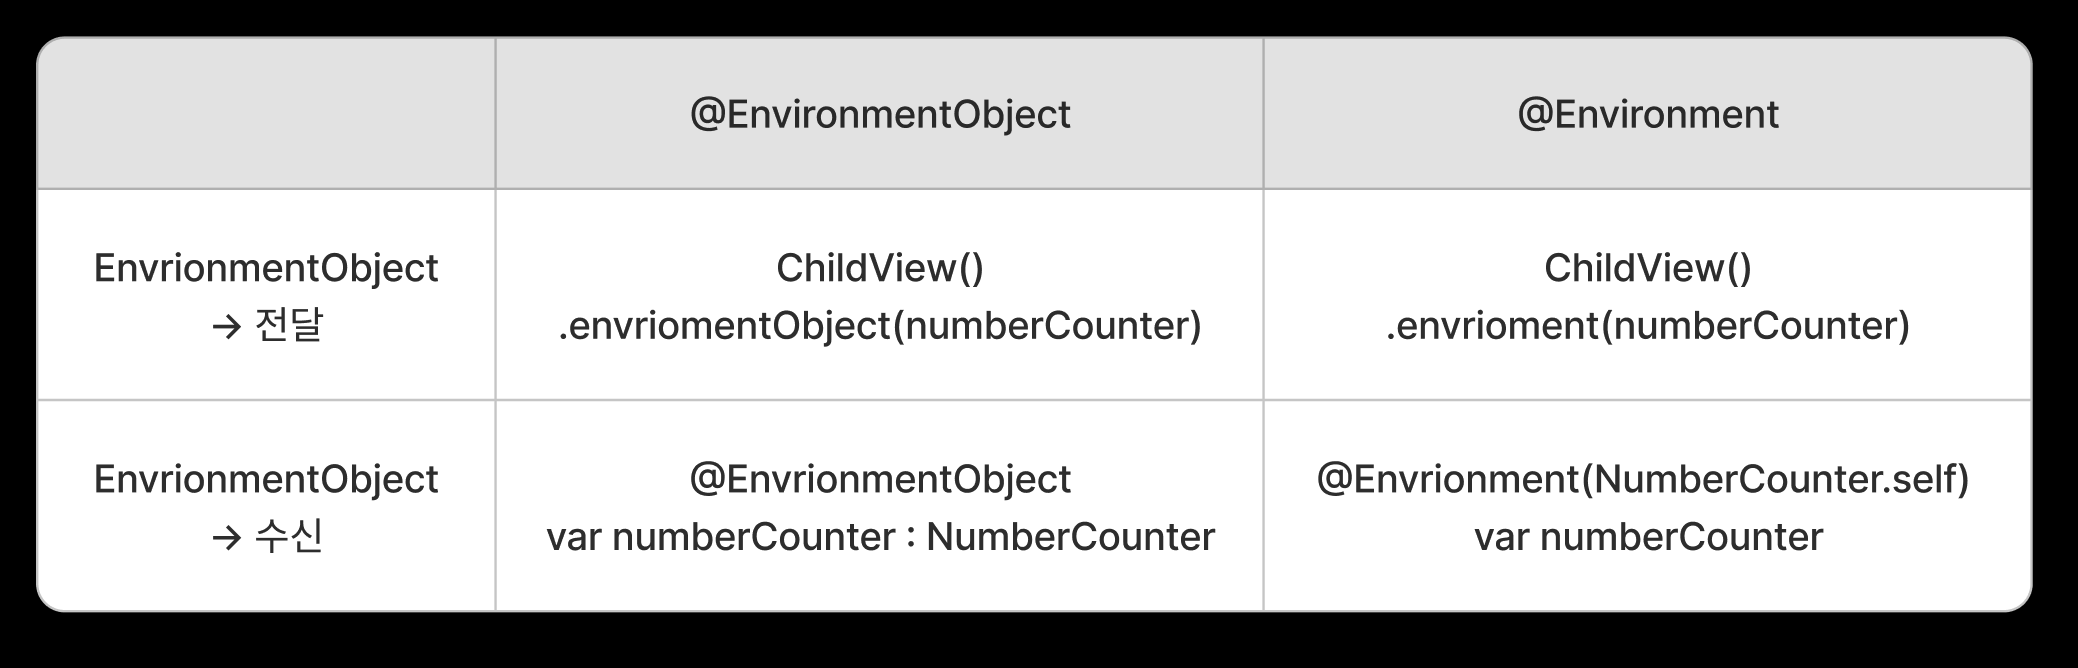 @EnvironmentObject
@Environment
EnvrionmentObject
→ 전달
ChildView()
.envriomentObject(numberCounter)
ChildView()
.envrioment(numberCounter)
EnvrionmentObject
→ 수신
@EnvrionmentObject
var numberCounter : NumberCounter
@Envrionment(NumberCounter.self)
var numberCounter